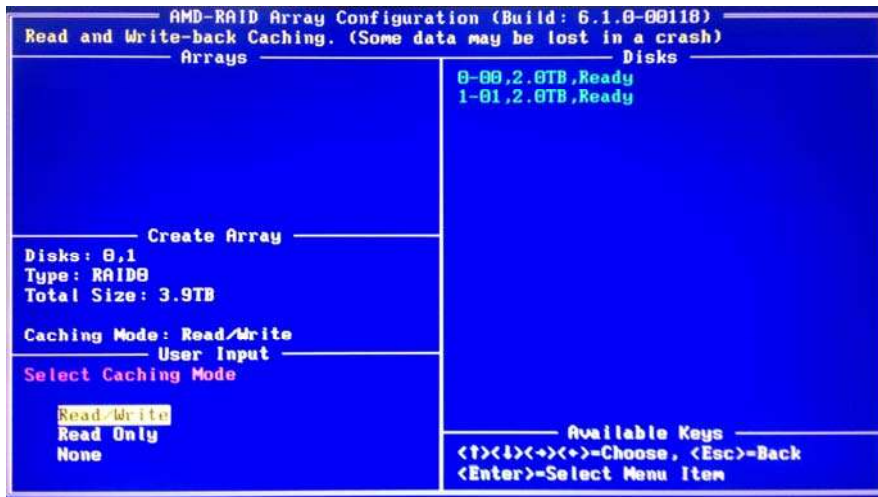 AMD-RAID Array Configuration (Build: 6.1.0-00118)
Read and Write-back Caching. (Some data may be lost in a crash)
Arrays
Disks
0-00,2.0TB,Ready
1-01,2.0TB,Ready
Create Array
Disks: 0,1
Type: RAID0
Total Size: 3.9TB
Caching Mode: Read/Write
User Input
Select Caching Mode
Read/Write
Read Only
None
Available Keys
<↑><↓><→><←>=Choose, <Esc>=Back
<Enter>=Select Menu Item